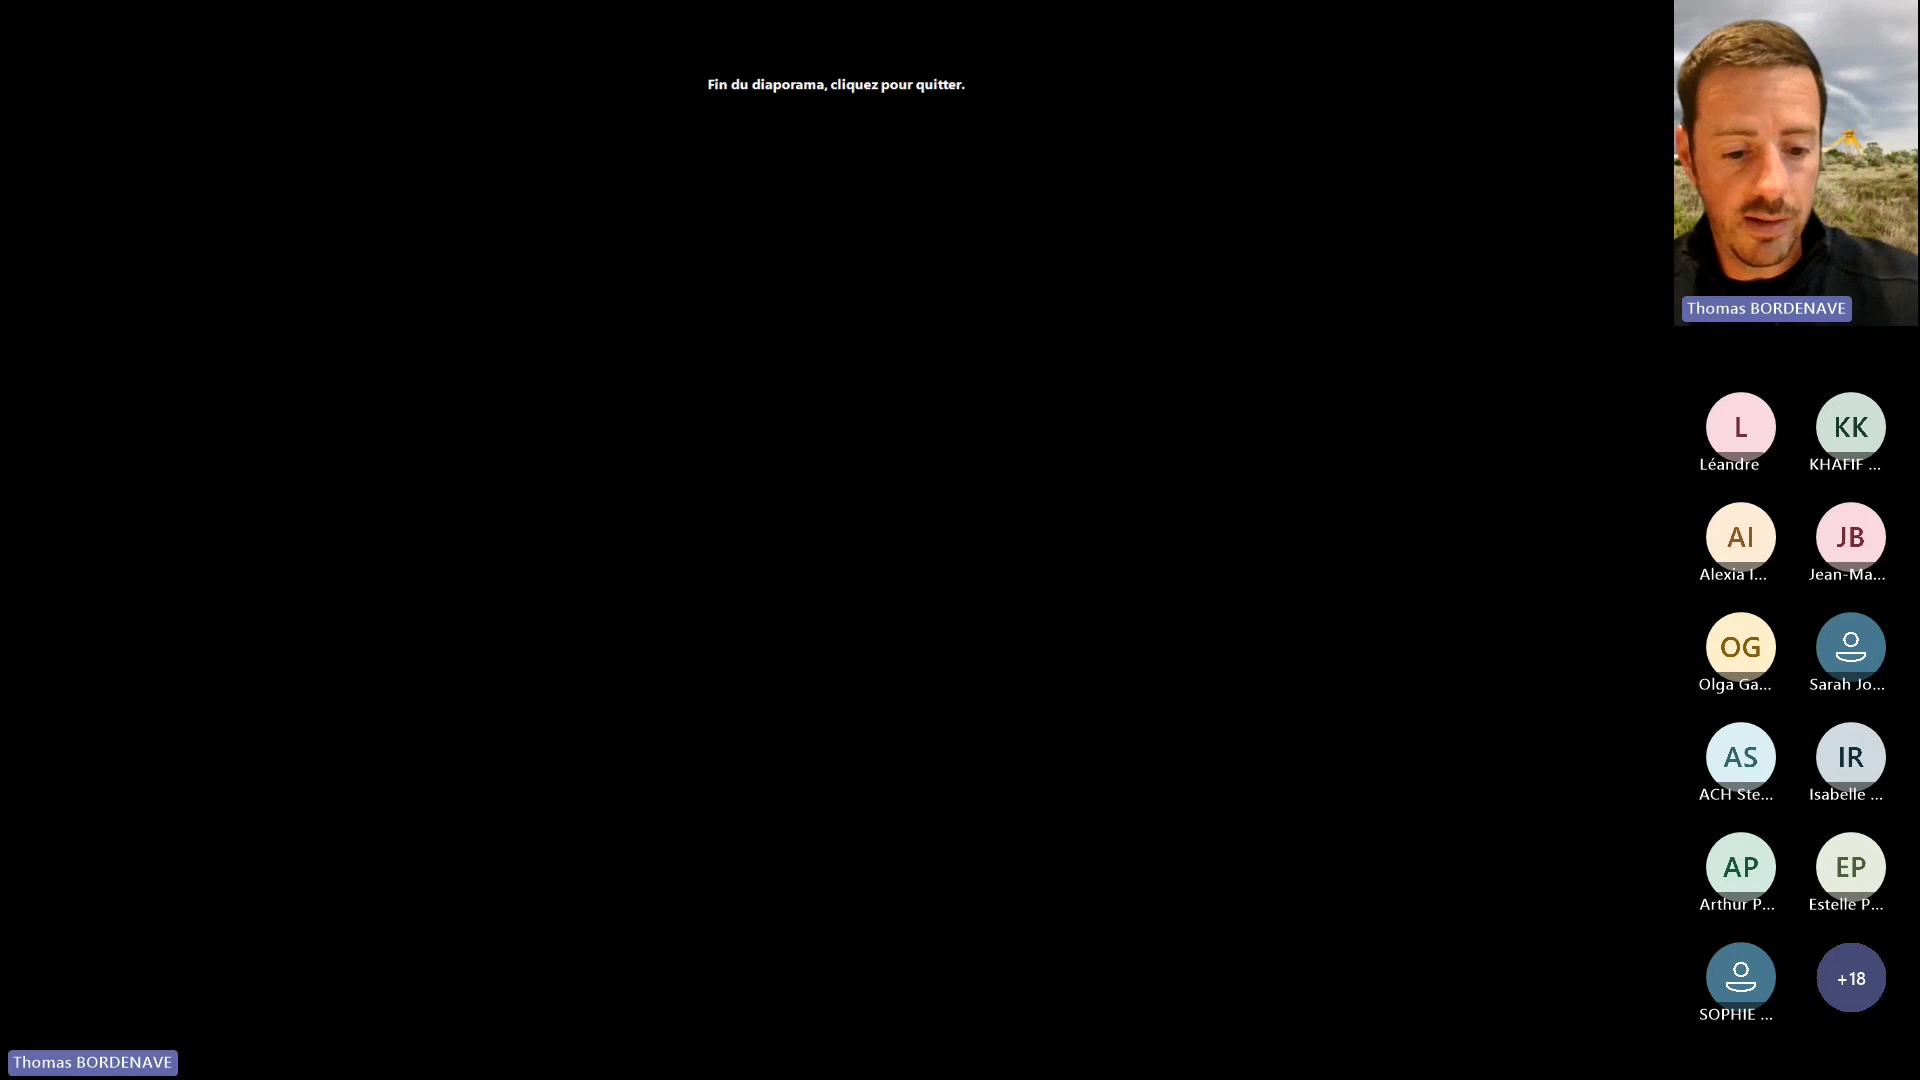 Fin du diaporama, cliquez pour quitter.
Thomas BORDENAVE
L
KK
Léandre
KHAFIF ...
AI
JB
Alexia I...
Jean-Ma...
OG
Olga Ga...
Sarah Jo...
AS
IR
ACH Ste...
Isabelle ...
AP
EP
Arthur P...
Estelle P...
+18
SOPHIE ...
Thomas BORDENAVE